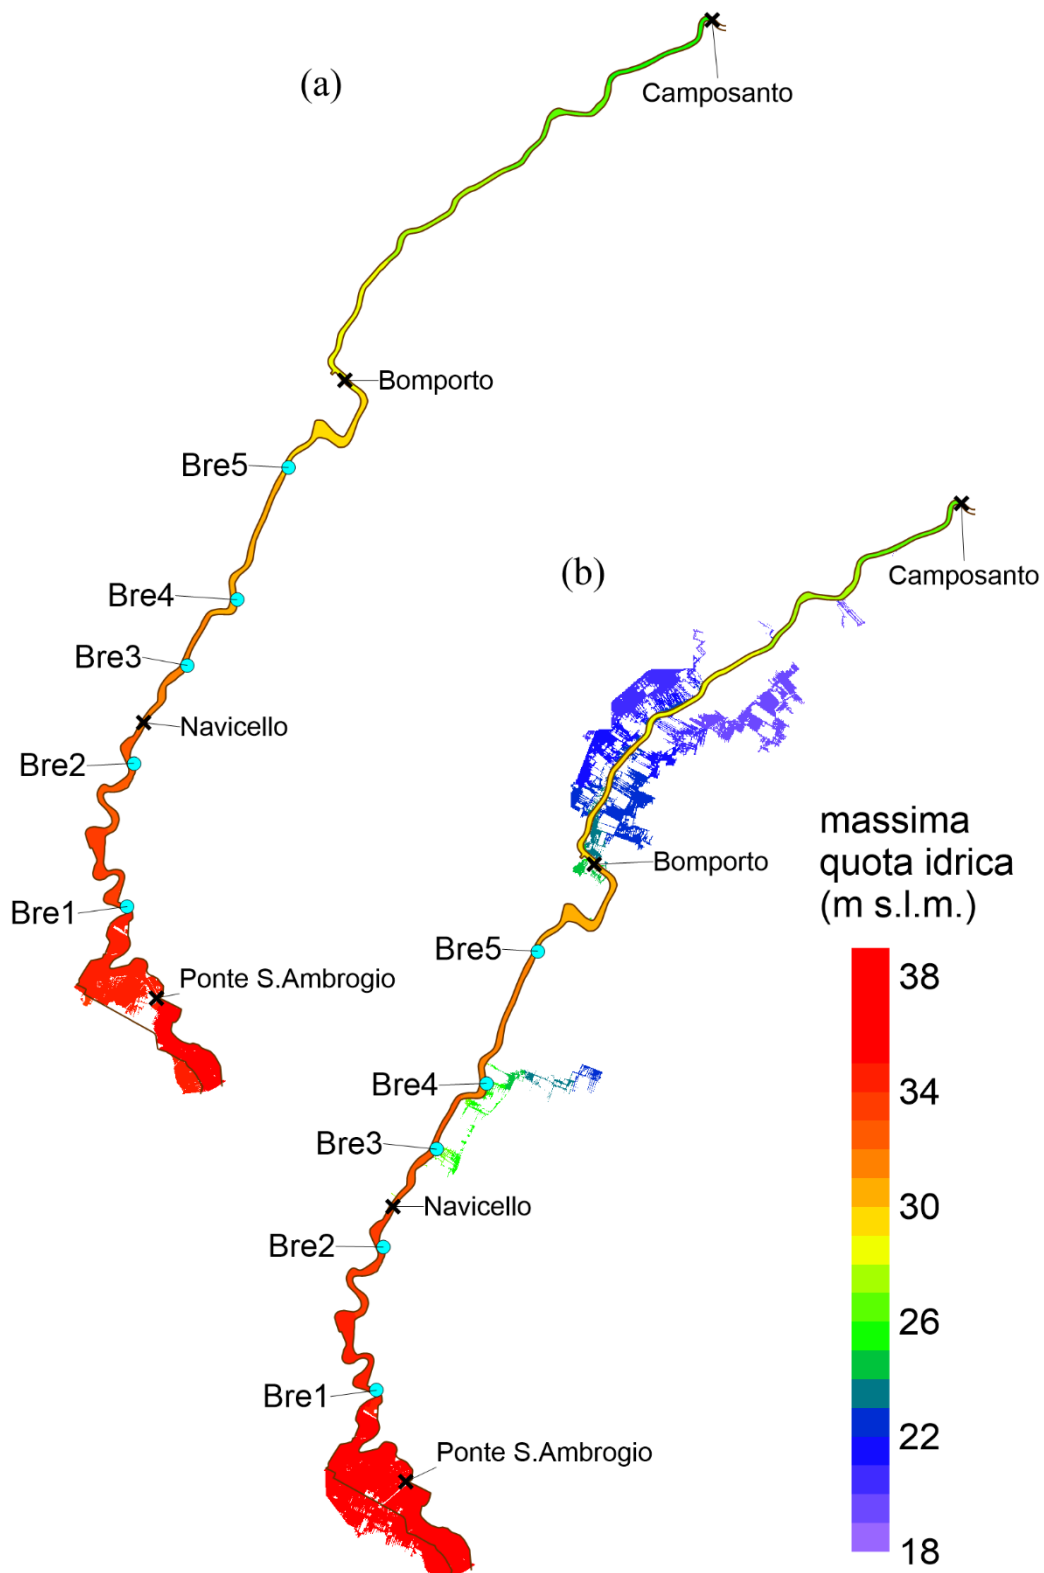 (a)
Camposanto
Bomporto
Bre5
Bre4
Bre3
Navicello
Bre2
Bre1
Ponte S.Ambrogio
(b)
Camposanto
Bomporto
Bre5
Bre4
Bre3
Navicello
Bre2
Bre1
Ponte S.Ambrogio
massima
quota idrica
(m s.l.m.)
38
34
30
26
22
18